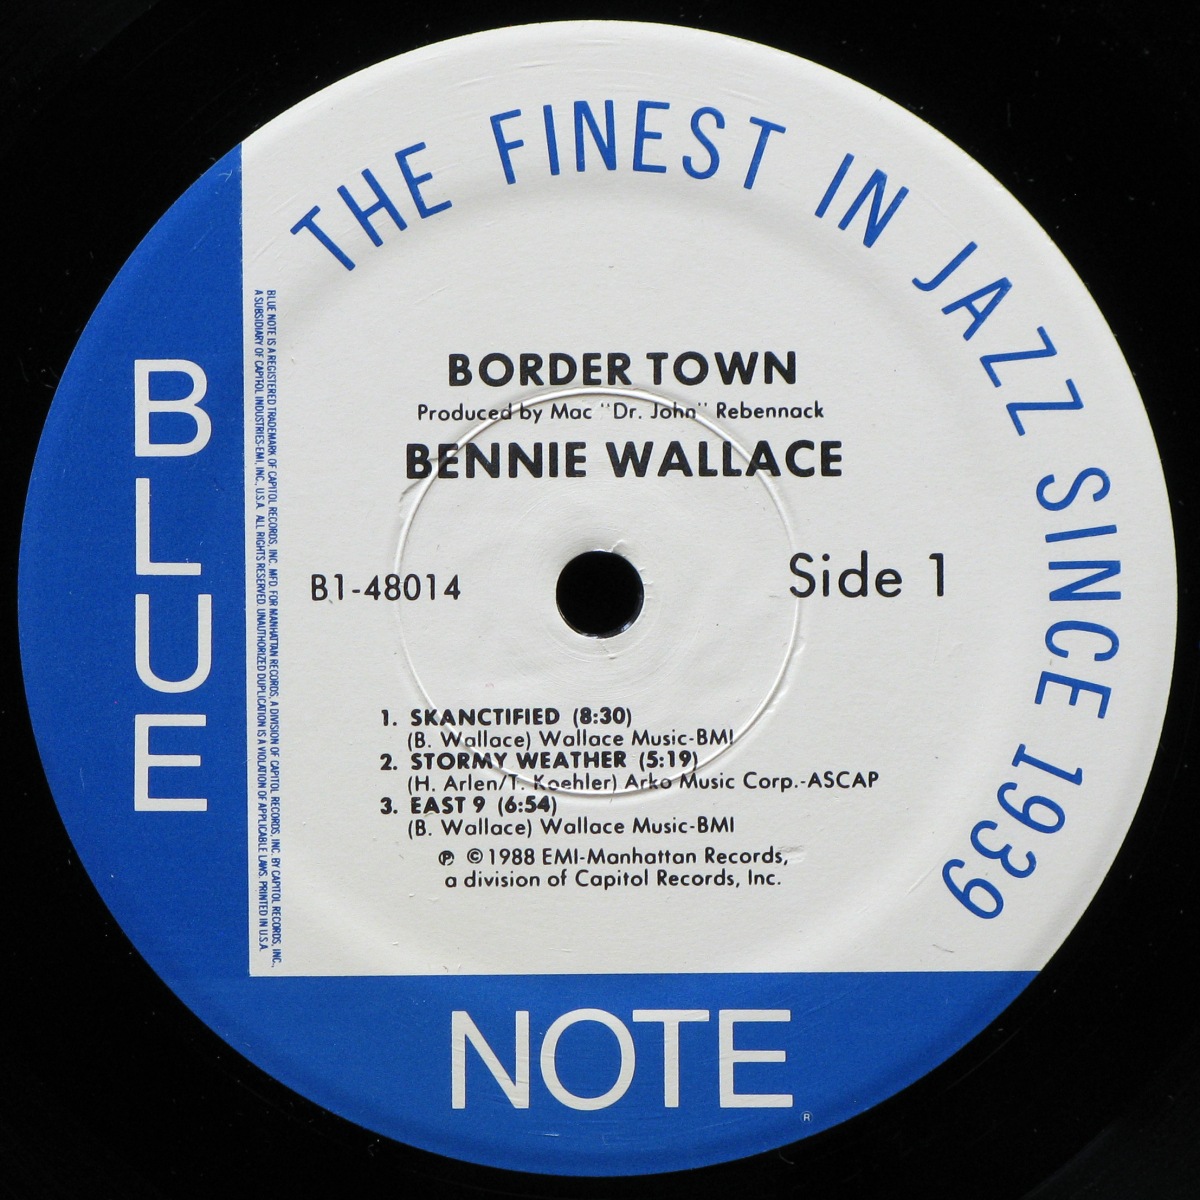 THE FINEST IN JAZZ SINCE 1939
BLUE
NOTE
®
BLUE NOTE IS A REGISTERED TRADEMARK OF CAPITOL RECORDS, INC. MFD. FOR MANHATTAN RECORDS, A DIVISION OF CAPITOL RECORDS, INC. BY CAPITOL RECORDS, INC.,
A SUBSIDIARY OF CAPITOL INDUSTRIES-EMI, INC., U.S.A. ALL RIGHTS RESERVED. UNAUTHORIZED DUPLICATION IS A VIOLATION OF APPLICABLE LAWS. PRINTED IN U.S.A.
BORDER TOWN
Produced by Mac "Dr. John" Rebennack
BENNIE WALLACE
B1-48014
Side 1
1. SKANCTIFIED (8:30)
(B. Wallace) Wallace Music-BMI
2. STORMY WEATHER (5:19)
(H. Arlen/T. Koehler) Arko Music Corp.-ASCAP
3. EAST 9 (6:54)
(B. Wallace) Wallace Music-BMI
℗ © 1988 EMI-Manhattan Records,
a division of Capitol Records, Inc.